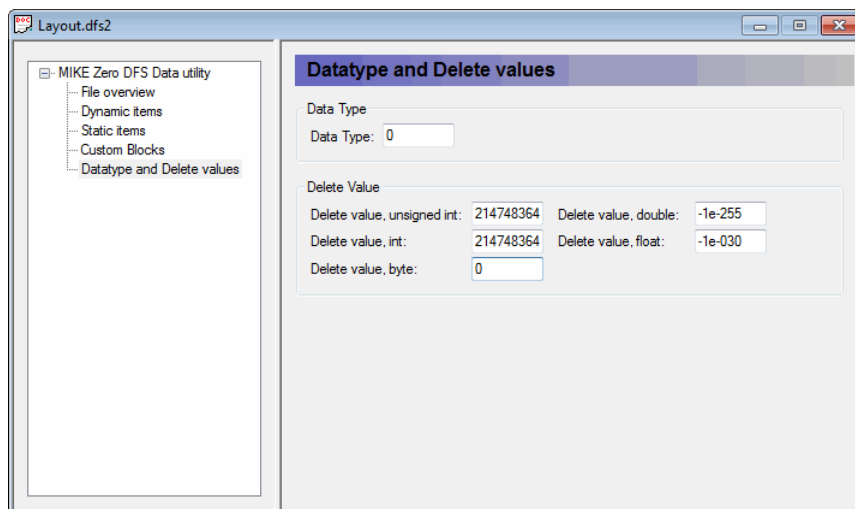 Layout.dfs2
MIKE Zero DFS Data utility
File overview
Dynamic items
Static items
Custom Blocks
Datatype and Delete values
Datatype and Delete values
Data Type
Data Type: 0
Delete Value
Delete value, unsigned int: 214748364 Delete value, double: -1e-255
Delete value, int: 214748364 Delete value, float: -1e-030
Delete value, byte: 0